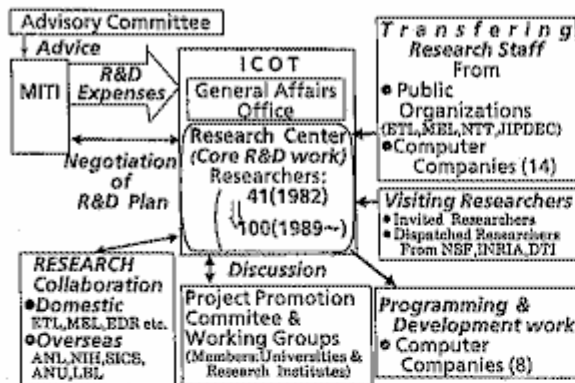 Advisory Committee
Advice
MITI
R&D
Expenses
Negotiation
of
R&D Plan
ICOT
General Affairs
Office
Research Center
(Core R&D work)
Researchers:
41(1982)
100(1989~)
Transfering
Research Staff
From
● Public
Organizations
(ETL,MEL,NTT,JIPDEC)
● Computer
Companies (14)
Visiting Researchers
● Invited Researchers
● Dispatched Researchers
From NSF,INRIA,DTI
RESEARCH
Collaboration
● Domestic
ETL,MEL,EDR etc.
● Overseas
ANL,NIH,SICS,
ANU,LBL
Discussion
Project Promotion
Commitee &
Working Groups
(Members:Universities &
Research Institutes)
Programming &
Development work
● Computer
Companies (8)